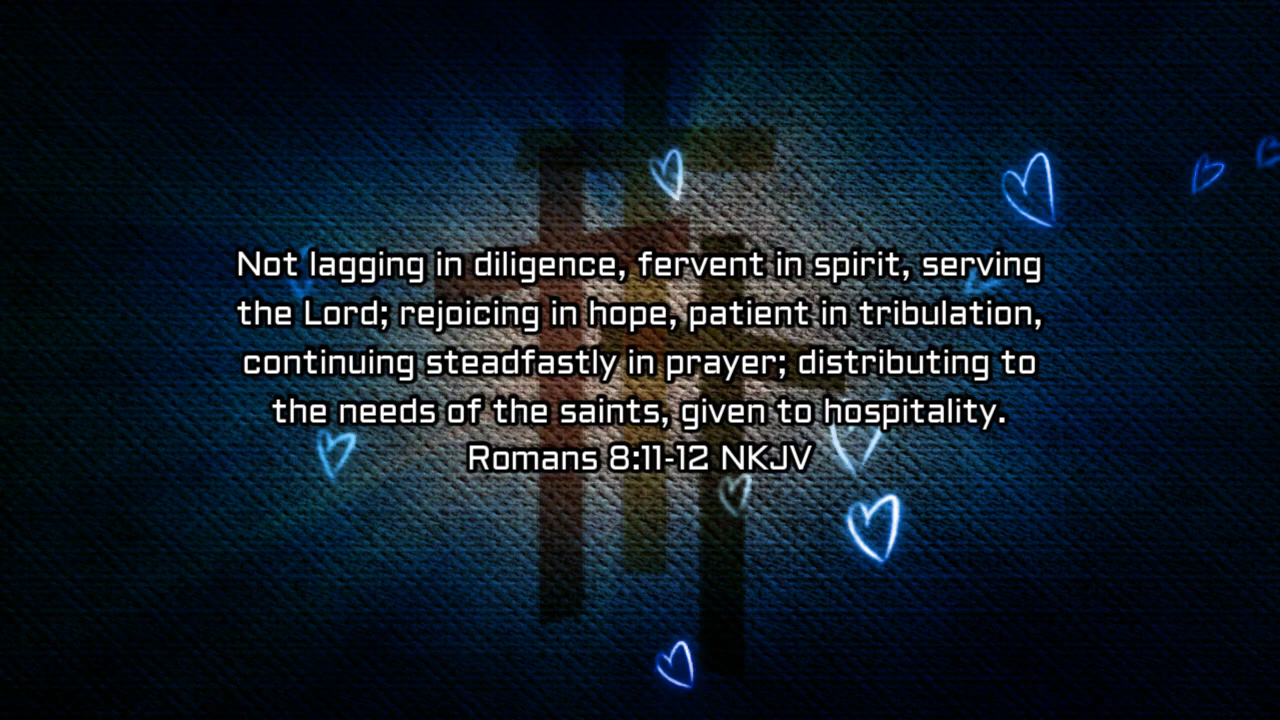 Not lagging in diligence, fervent in spirit, serving
the Lord; rejoicing in hope, patient in tribulation,
continuing steadfastly in prayer; distributing to
the needs of the saints, given to hospitality.
Romans 8:11-12 NKJV